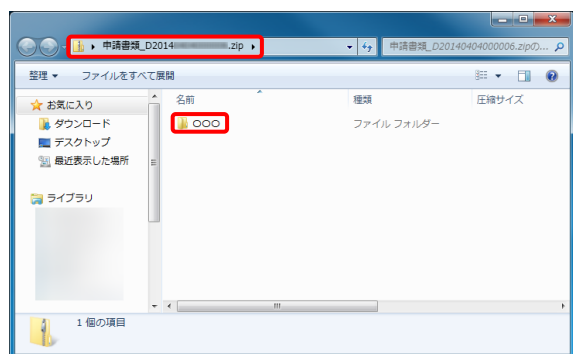 申請書類_D2014 .zip
申請書類_D20140404000006.zipの...
整理 ファイルをすべて展開
名前 種類 圧縮サイズ
お気に入り
ダウンロード
デスクトップ
最近表示した場所
ライブラリ
○○○ ファイル フォルダー
1 個の項目